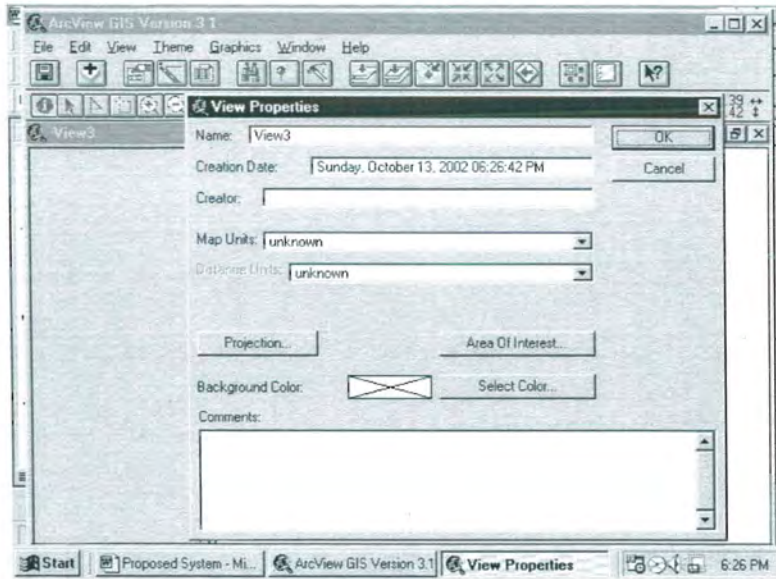 ArcView GIS Version 3.1
File Edit View Theme Graphics Window Help
View Properties
39
42
View3
Name: View3
OK
Creation Date: Sunday, October 13, 2002 06:26:42 PM
Cancel
Creator:
Map Units: unknown
Distance Units: unknown
Projection...
Area Of Interest...
Background Color:
Select Color...
Comments:
Start
Proposed System - Mi...
ArcView GIS Version 3.1
View Properties
6:26 PM